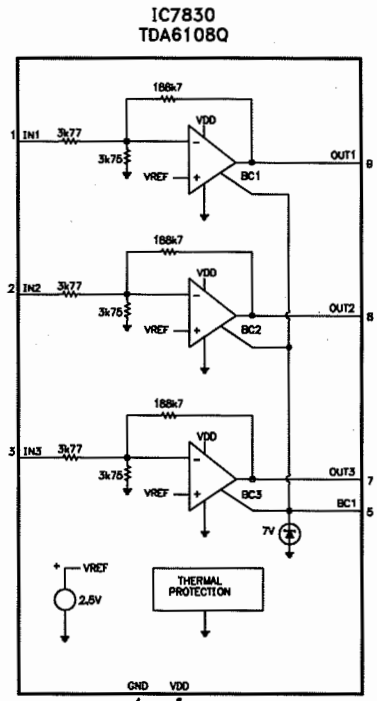 IC7830
TDA6108Q
188k7
VDD
1 IN1 3k77
3k75
OUT1 9
VREF
BC1
188k7
VDD
2 IN2 3k77
3k75
OUT2 8
VREF
BC2
188k7
VDD
3 IN3 3k77
3k75
OUT3 7
VREF
BC3
BC1 5
7V
VREF
2,5V
THERMAL
PROTECTION
GND VDD